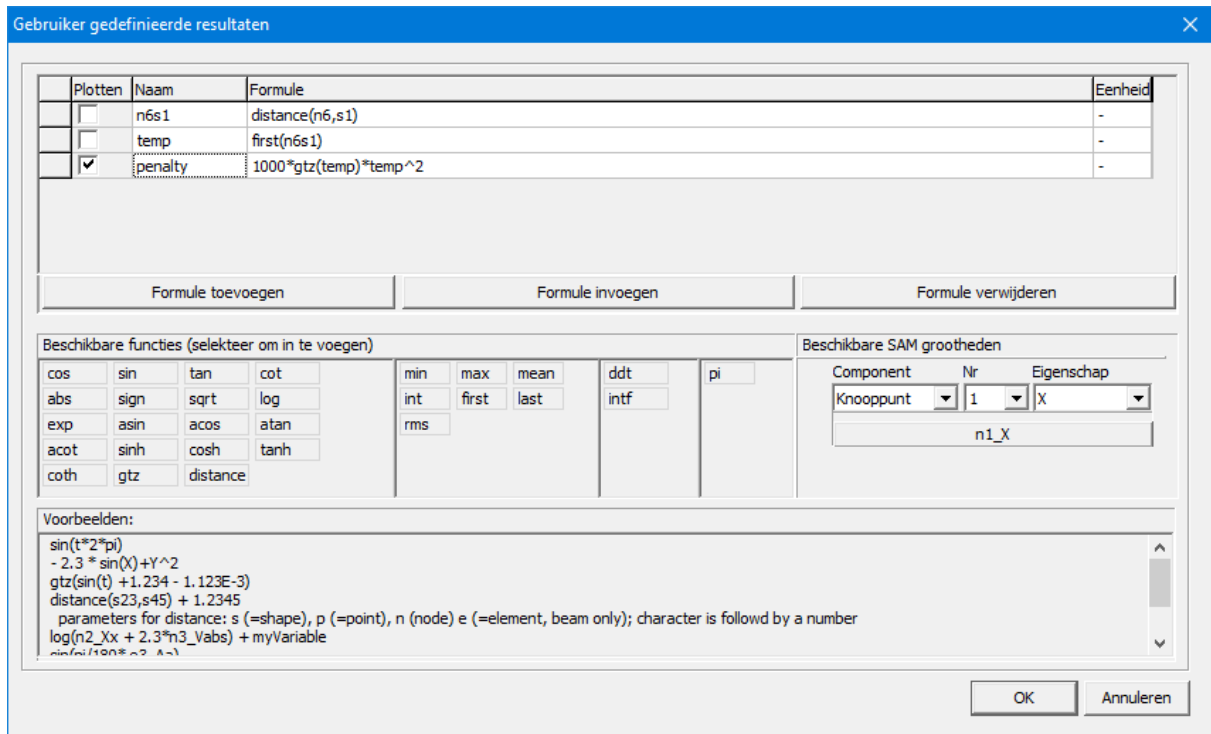 Gebruiker gedefinieerde resultaten
Plotten Naam Formule Eenheid
n6s1 distance(n6,s1) -
temp first(n6s1) -
penalty 1000*gtz(temp)*temp^2 -
Formule toevoegen Formule invoegen Formule verwijderen
Beschikbare functies (selekteer om in te voegen) Beschikbare SAM grootheden
cos sin tan cot min max mean ddt pi Component Nr Eigenschap
abs sign sqrt log int first last intf Knooppunt 1 X
exp asin acos atan rms n1_X
acot sinh cosh tanh
coth gtz distance
Voorbeelden:
sin(t*2*pi)
- 2.3 * sin(X)+Y^2
gtz(sin(t) +1.234 - 1.123E-3)
distance(s23,s45) + 1.2345
parameters for distance: s (=shape), p (=point), n (node) e (=element, beam only); character is followd by a number
log(n2_Xx + 2.3*n3_Vabs) + myVariable
sin(pi/180* e3_Aa)
OK Annuleren